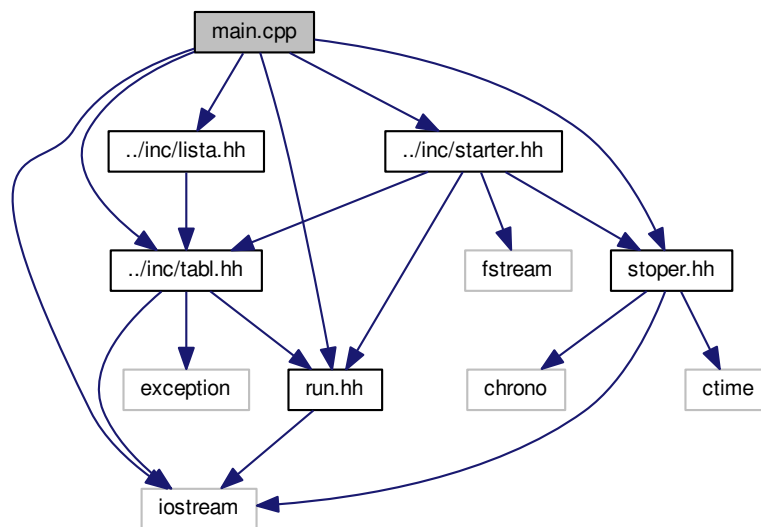 main.cpp
../inc/lista.hh
../inc/starter.hh
../inc/tabl.hh
fstream
stoper.hh
exception
run.hh
chrono
ctime
iostream